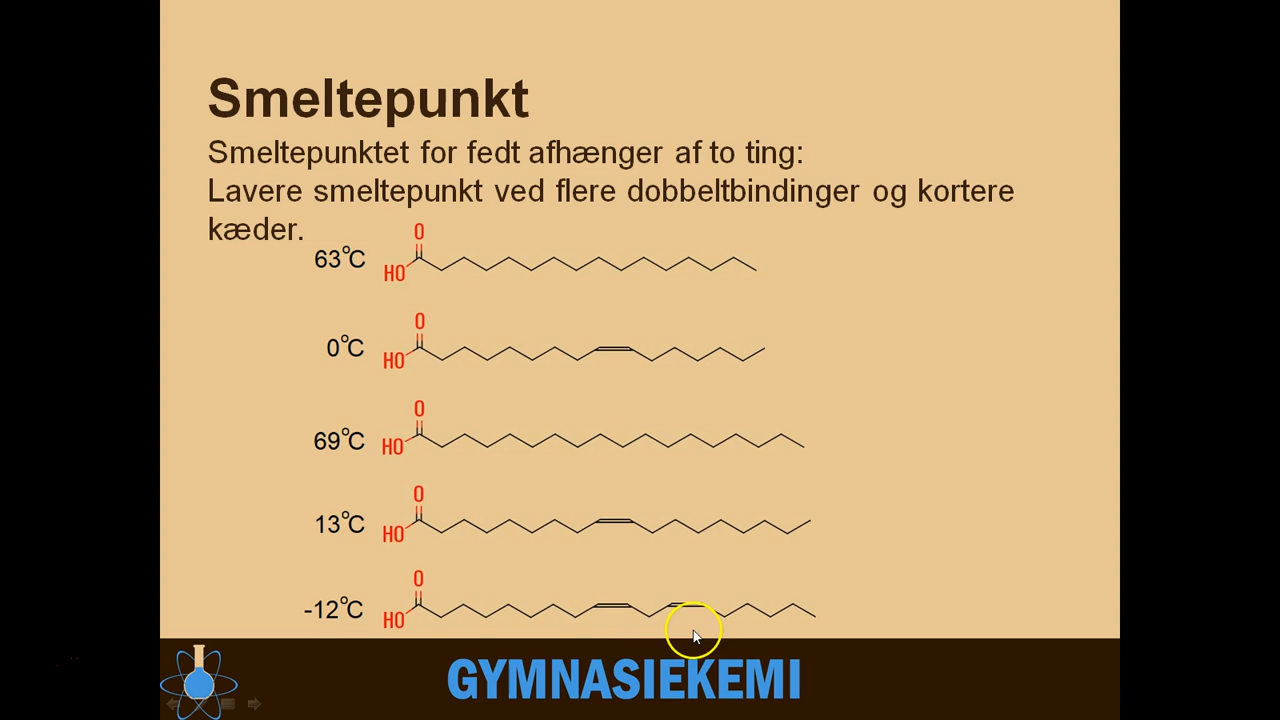 Smeltepunkt
Smeltepunktet for fedt afhænger af to ting:
Lavere smeltepunkt ved flere dobbeltbindinger og kortere
kæder.
O
63°C HO
O
0°C HO
O
69°C HO
O
13°C HO
O
-12°C HO
GYMNASIEKEMI